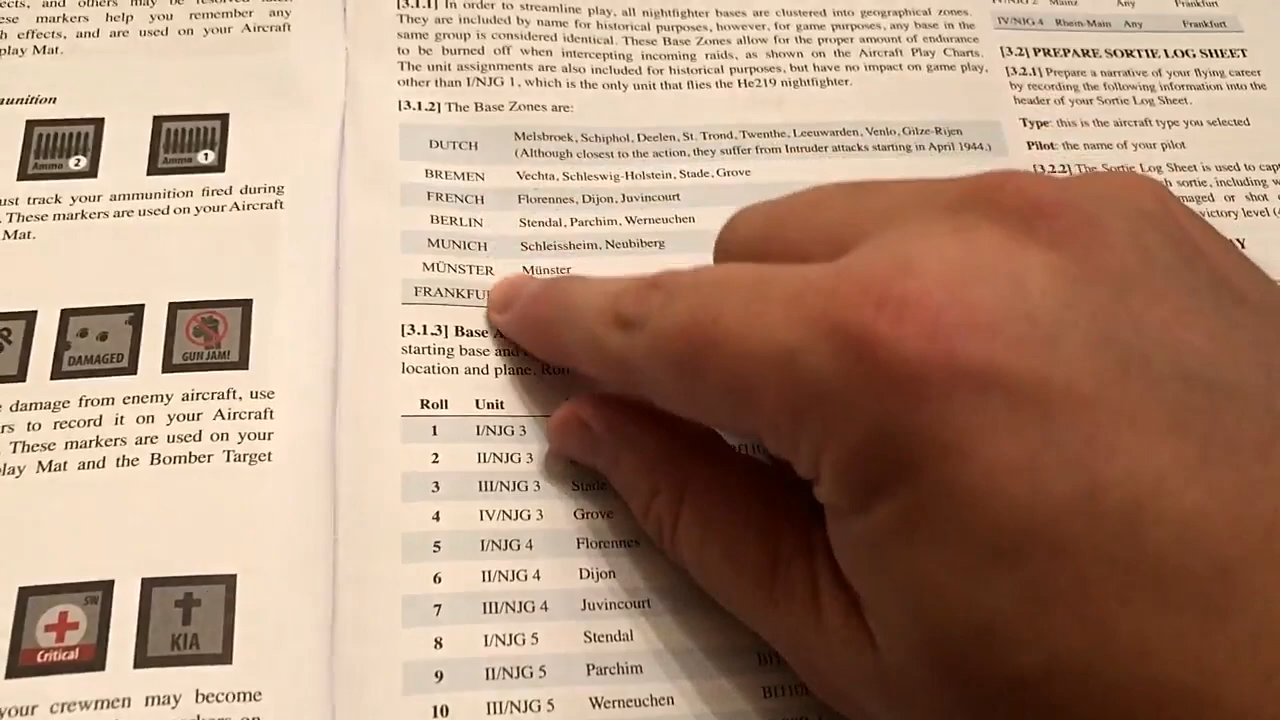 ects, and others may be
ese markers help you remember any
h effects, and are used on your Aircraft
play Mat.
unition
Ammo 2
Ammo 1
ust track your ammunition fired during
. These markers are used on your Aircraft
Mat.
DAMAGED
GUN JAM!
e damage from enemy aircraft, use
rs to record it on your Aircraft
. These markers are used on your
lay Mat and the Bomber Target
SW
Critical
KIA
your crewmen may become
[3.1.1] In order to streamline play, all nightfighter bases are clustered into geographical zones.
They are included by name for historical purposes, however, for game purposes, any base in the
same group is considered identical. These Base Zones allow for the proper amount of endurance
to be burned off when intercepting incoming raids, as shown on the Aircraft Play Charts.
The unit assignments are also included for historical purposes, but have no impact on game play,
other than I/NJG 1, which is the only unit that flies the He219 nightfighter.
[3.1.2] The Base Zones are:
DUTCH Melsbroek, Schiphol, Deelen, St. Trond, Twenthe, Leeuwarden, Venlo, Gilze-Rijen
(Although closest to the action, they suffer from Intruder attacks starting in April 1944.)
BREMEN Vechta, Schleswig-Holstein, Stade, Grove
FRENCH Florennes, Dijon, Juvincourt
BERLIN Stendal, Parchim, Werneuchen
MUNICH Schleissheim, Neubiberg
MÜNSTER Münster
FRANKFU
[3.1.3] Base
starting base and
location and plane.
Roll Unit
1 I/NJG 3
2 II/NJG 3
3 III/NJG 3 Stade
4 IV/NJG 3 Grove
5 I/NJG 4 Florennes
6 II/NJG 4 Dijon
7 III/NJG 4 Juvincourt
8 I/NJG 5 Stendal
9 II/NJG 5 Parchim
10 III/NJG 5 Werneuchen
Mainz Any Frankfurt
IV/NJG 4 Rhein-Main Any Frankfurt
[3.2] PREPARE SORTIE LOG SHEET
[3.2.1] Prepare a narrative of your flying career
by recording the following information into the
header of your Sortie Log Sheet.
Type: this is the aircraft type you selected
Pilot: the name of your pilot
[3.2.2] The Sortie Log Sheet is used to cap
h sortie, including w
maged or shot
victory level